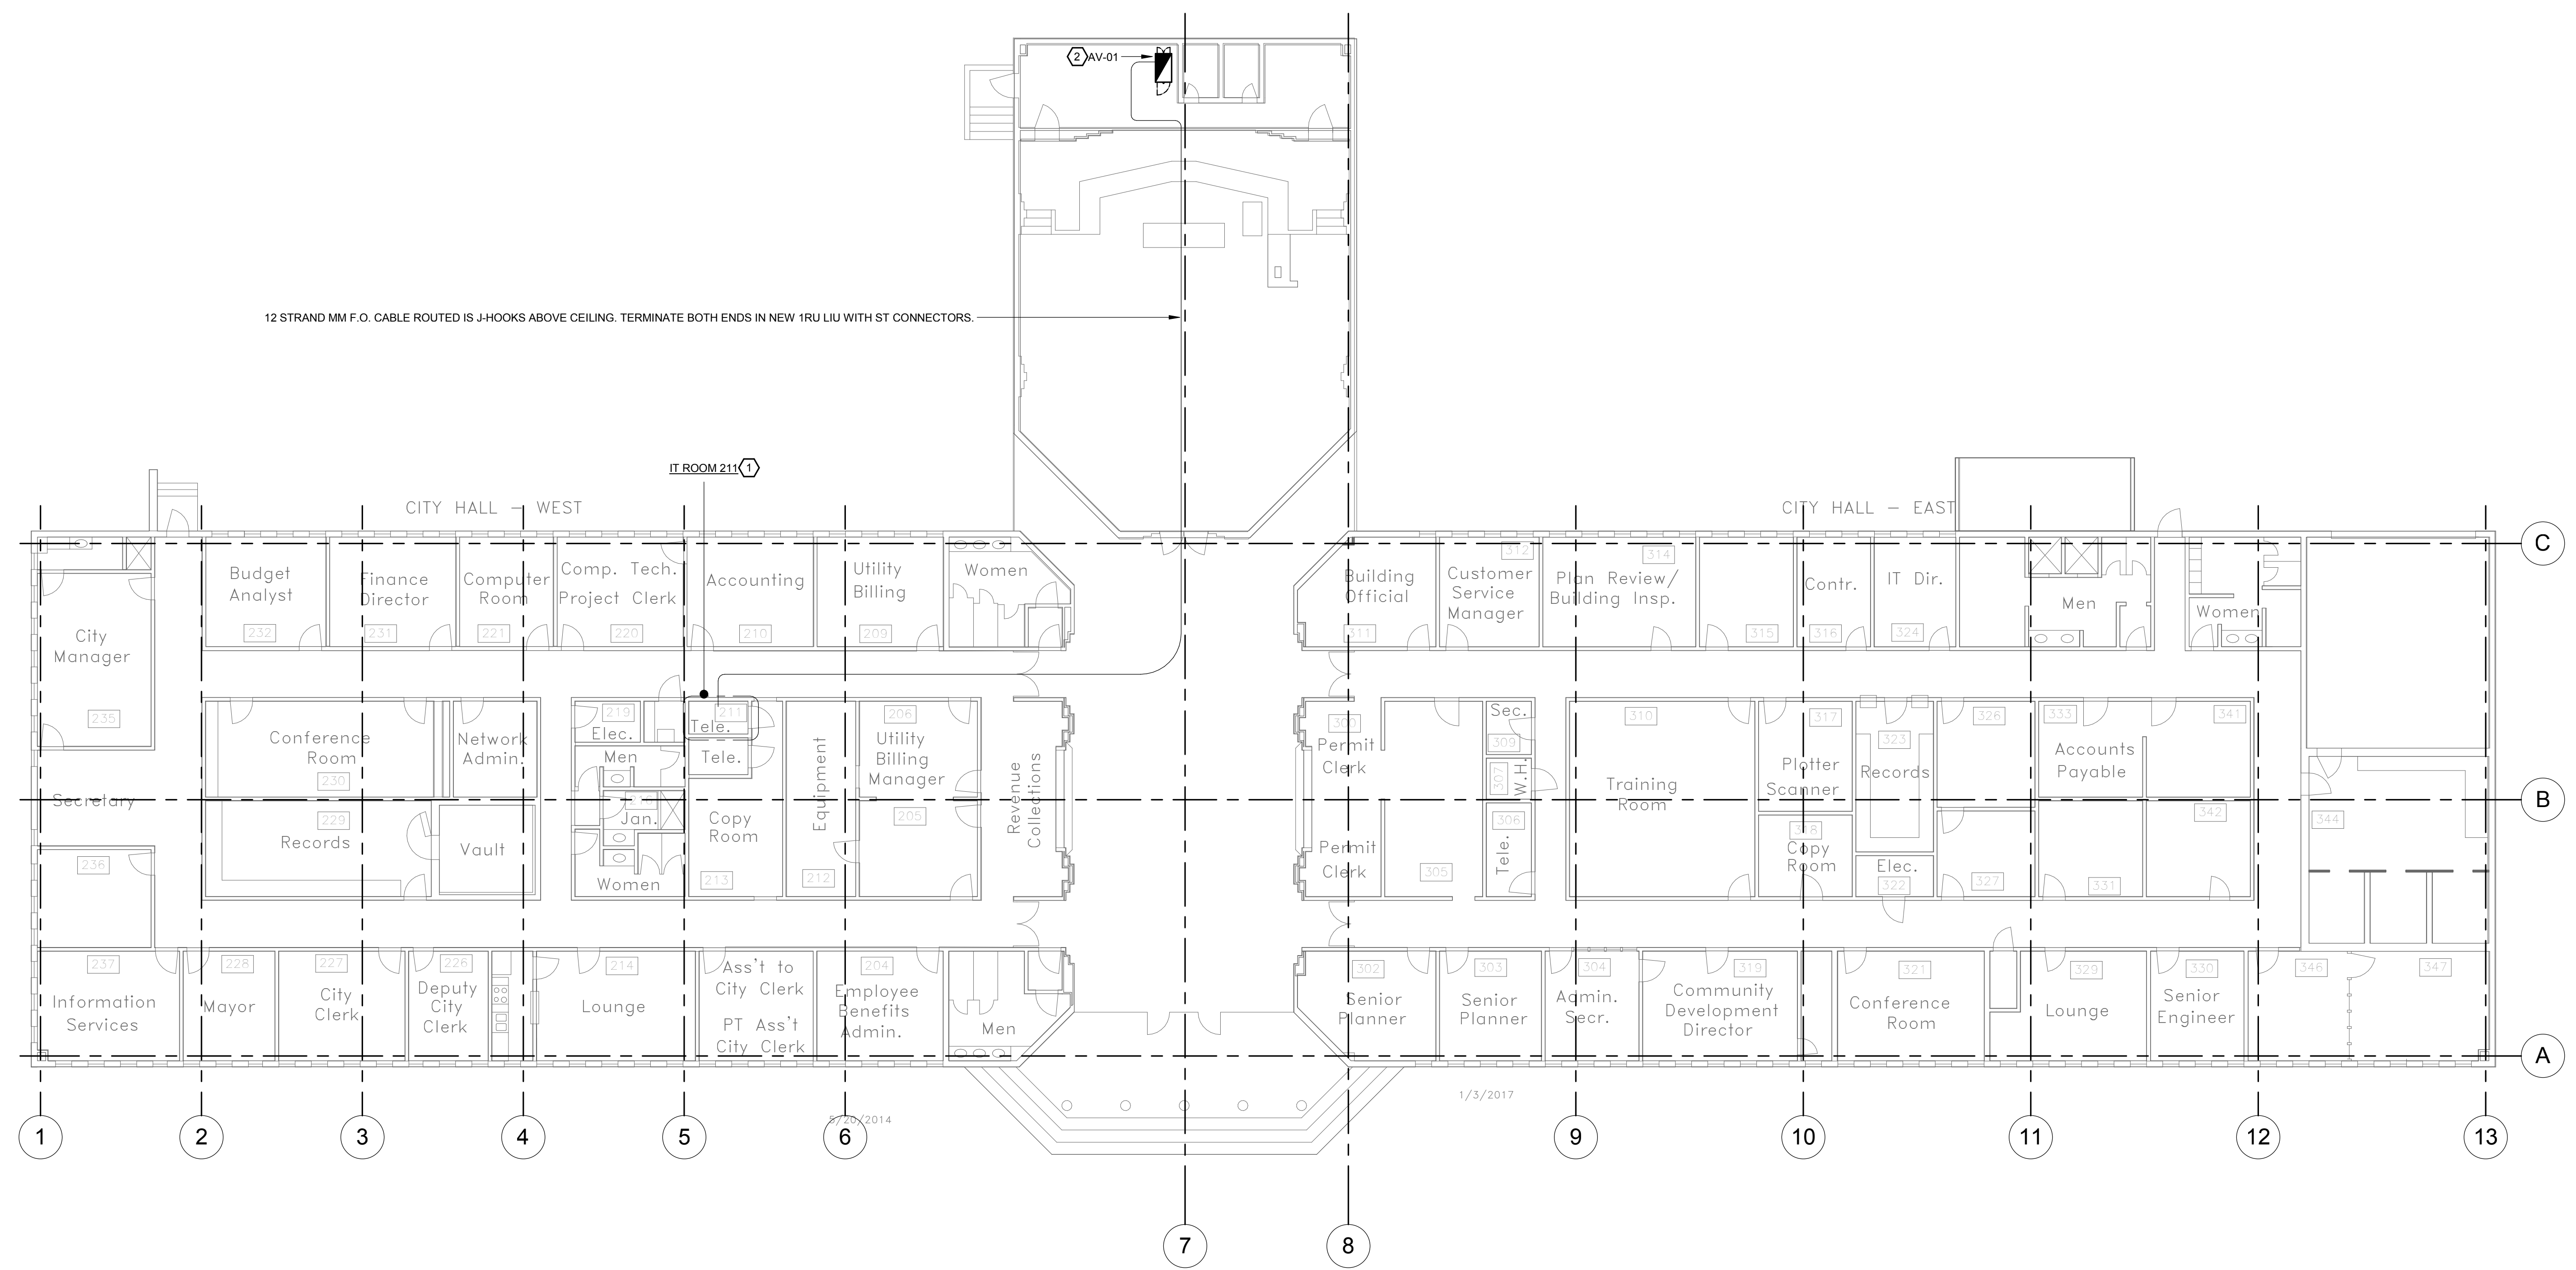 2 AV-01
12 STRAND MM F.O. CABLE ROUTED IS J-HOOKS ABOVE CEILING. TERMINATE BOTH ENDS IN NEW 1RU LIU WITH ST CONNECTORS.
IT ROOM 211 1
CITY HALL - WEST
CITY HALL - EAST
C
Budget
Analyst
232
Finance
Director
231
Computer
Room
221
Comp. Tech.
Project Clerk
220
Accounting
210
Utility
Billing
209
Women
Building
Official
311
312
Customer
Service
Manager
314
Plan Review/
Building Insp.
315
Contr.
316
IT Dir.
324
Men
Women
City
Manager
235
Conference
Room
230
Network
Admin.
219
Elec.
Men
211
Tele.
Tele.
Equipment
212
206
Utility
Billing
Manager
205
Revenue
Collections
300
Permit
Clerk
Sec.
309
307
W.H.
306
Tele.
310
Training
Room
317
Plotter
Scanner
323
Records
326
333
Accounts
Payable
341
B
Secretary
229
Records
Vault
216
Jan.
Women
Copy
Room
213
Permit
Clerk
305
318
Copy
Room
Elec.
322
327
331
342
344
236
237
Information
Services
228
Mayor
227
City
Clerk
226
Deputy
City
Clerk
214
Lounge
Ass't to
City Clerk
PT Ass't
City Clerk
204
Employee
Benefits
Admin.
Men
302
Senior
Planner
303
Senior
Planner
304
Admin.
Secr.
319
Community
Development
Director
321
Conference
Room
329
Lounge
330
Senior
Engineer
346
347
A
5/20/2014
1/3/2017
1
2
3
4
5
6
9
10
11
12
13
7
8